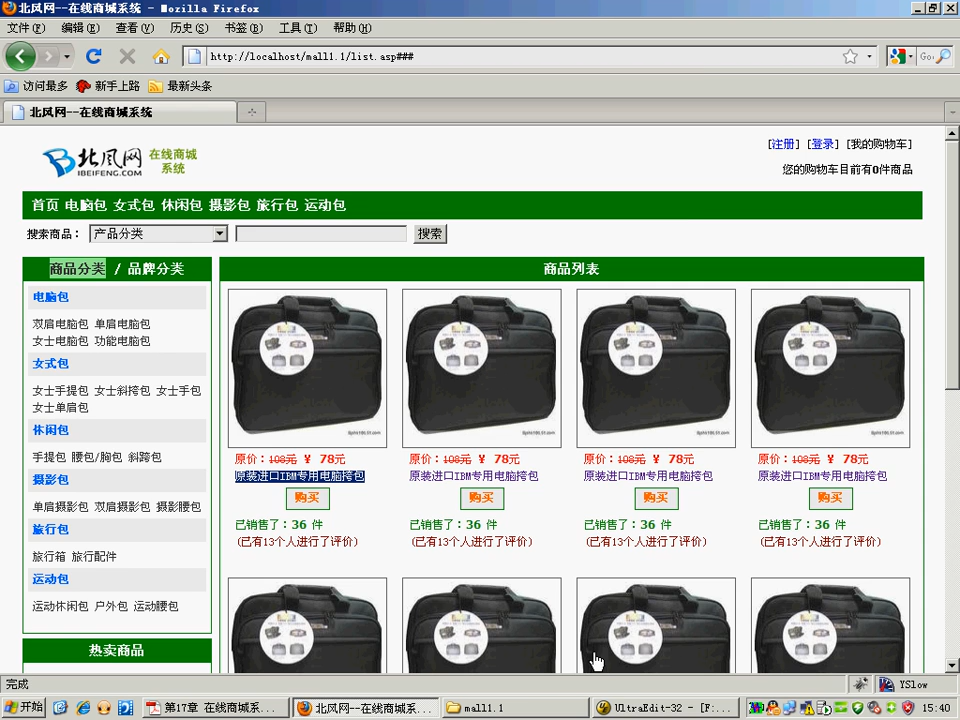 北风网--在线商城系统 - Mozilla Firefox
文件(F) 编辑(E) 查看(V) 历史(S) 书签(B) 工具(T) 帮助(H)
http://localhost/mall1.1/list.asp###
访问最多 新手上路 最新头条
北风网--在线商城系统
[注册] [登录] [我的购物车]
北风网 在线商城系统
IBEIFENG.COM
您的购物车目前有0件商品
首页 电脑包 女式包 休闲包 摄影包 旅行包 运动包
搜索商品： 产品分类 搜索
商品分类 / 品牌分类
电脑包
双肩电脑包 单肩电脑包
女士电脑包 功能电脑包
女式包
女士手提包 女士斜挎包 女士手包
女士单肩包
休闲包
手提包 腰包/胸包 斜跨包
摄影包
单肩摄影包 双肩摄影包 摄影腰包
旅行包
旅行箱 旅行配件
运动包
运动休闲包 户外包 运动腰包
热卖商品
商品列表
原价：108元 ¥ 78元 原价：108元 ¥ 78元 原价：108元 ¥ 78元 原价：108元 ¥ 78元
原装进口IBM专用电脑挎包 原装进口IBM专用电脑挎包 原装进口IBM专用电脑挎包 原装进口IBM专用电脑挎包
购买 购买 购买 购买
已销售了：36 件 已销售了：36 件 已销售了：36 件 已销售了：36 件
(已有13个人进行了评价) (已有13个人进行了评价) (已有13个人进行了评价) (已有13个人进行了评价)
完成 YSlow
开始 第17章 在线商城系... 北风网--在线商城系... mall1.1 UltraEdit-32 - [F:... 15:40